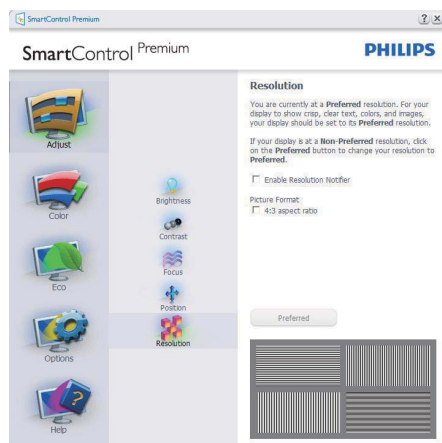 SmartControl Premium
SmartControl Premium
PHILIPS
Adjust
Color
Eco
Options
Help
Brightness
Contrast
Focus
Position
Resolution
Resolution
You are currently at a Preferred resolution. For your
display to show crisp, clear text, colors, and images,
your display should be set to its Preferred resolution.
If your display is at a Non-Preferred resolution, click
on the Preferred button to change your resolution to
Preferred.
Enable Resolution Notifier
Picture Format
4:3 aspect ratio
Preferred